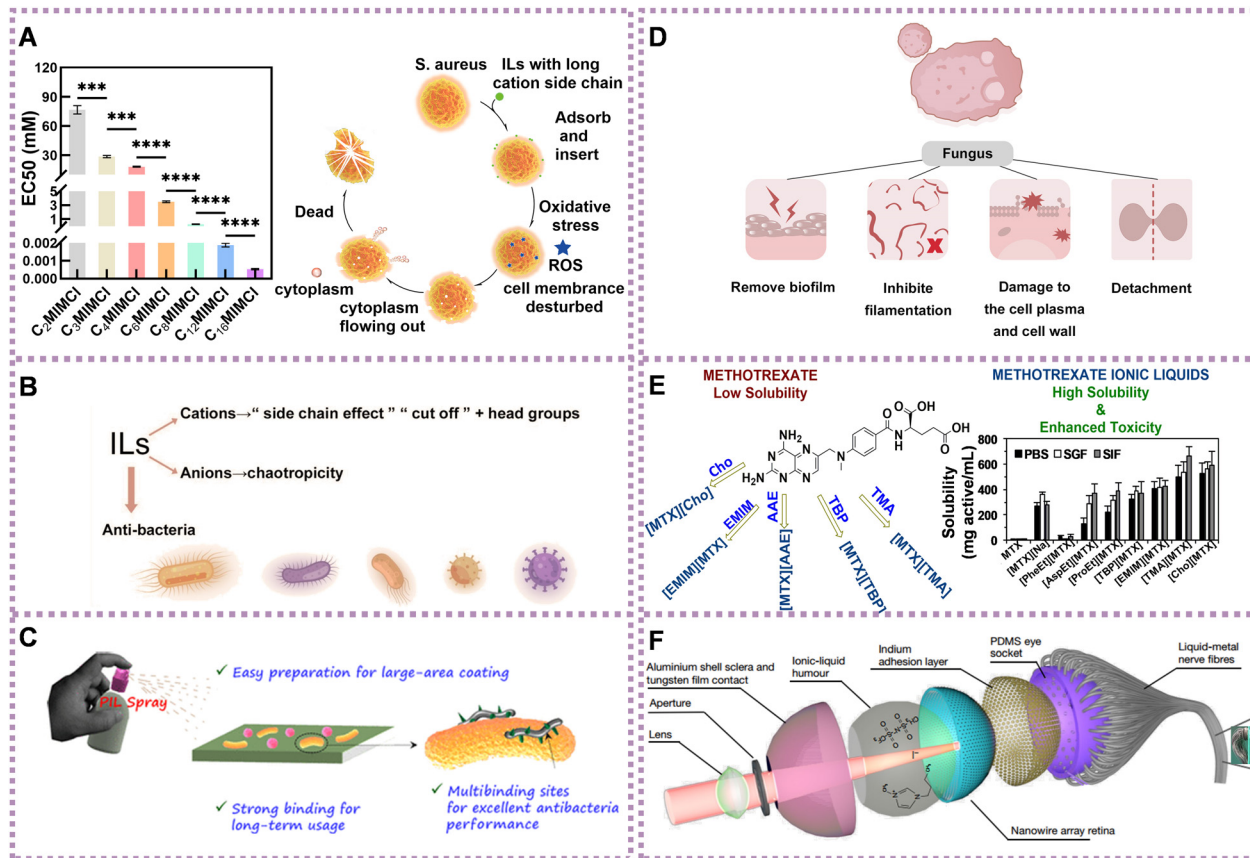 A
EC50 (mM)
120
90
60
30
5
3
1
0.002
0.001
0.000
***
***
****
****
****
****
C₂MIMCl
C₃MIMCl
C₄MIMCl
C₆MIMCl
C₈MIMCl
C₁₂MIMCl
C₁₆MIMCl
S. aureus
ILs with long
cation side chain
Adsorb
and
insert
Oxidative
stress
ROS
cell membrance
desturbed
cytoplasm
flowing out
cytoplasm
Dead
B
ILs
Cations→“ side chain effect ” “ cut off ” + head groups
Anions→chaotropicity
Anti-bacteria
C
PIL Spray
✓ Easy preparation for large-area coating
✓ Strong binding for
long-term usage
✓ Multibinding sites
for excellent antibacteria
performance
D
Fungus
Remove biofilm
Inhibite
filamentation
Damage to
the cell plasma
and cell wall
Detachment
E
METHOTREXATE
Low Solubility
METHOTREXATE IONIC LIQUIDS
High Solubility
&
Enhanced Toxicity
NH₂
H₂N
N
N
N
N
N
O
N
H
O
OH
OH
O
Cho
EMIM
AAE
TBP
TMA
[MTX][Cho]
[EMIM][MTX]
[MTX][AAE]
[MTX][TBP]
[MTX][TMA]
Solubility
(mg active/mL)
800
600
400
200
0
PBS SGF SIF
MTX
[MTX][Na]
[PheEt][MTX]
[AspEt][MTX]
[ProEt][MTX]
[TBP][MTX]
[EMIM][MTX]
[TMA][MTX]
[Cho][MTX]
F
Aluminium shell sclera and
tungsten film contact
Aperture
Lens
Ionic-liquid
humour
Indium
adhesion layer
PDMS eye
socket
Liquid-metal
nerve fibres
Nanowire array retina